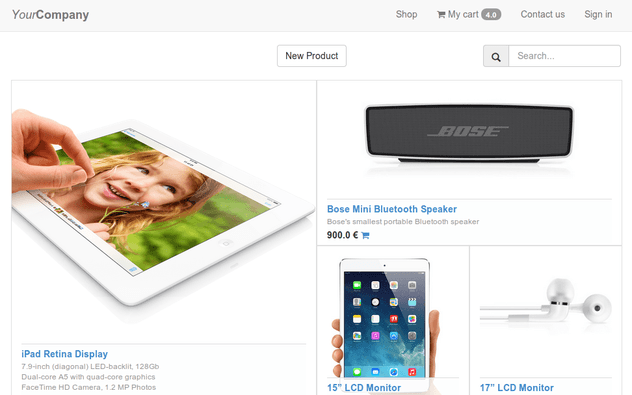 YourCompany
Shop
My cart 4.0
Contact us
Sign in
New Product
Search...
BOSE
Bose Mini Bluetooth Speaker
Bose's smallest portable Bluetooth speaker
900.0 €
iPad Retina Display
7.9-inch (diagonal) LED-backlit, 128Gb
Dual-core A5 with quad-core graphics
FaceTime HD Camera, 1.2 MP Photos
15” LCD Monitor
17” LCD Monitor